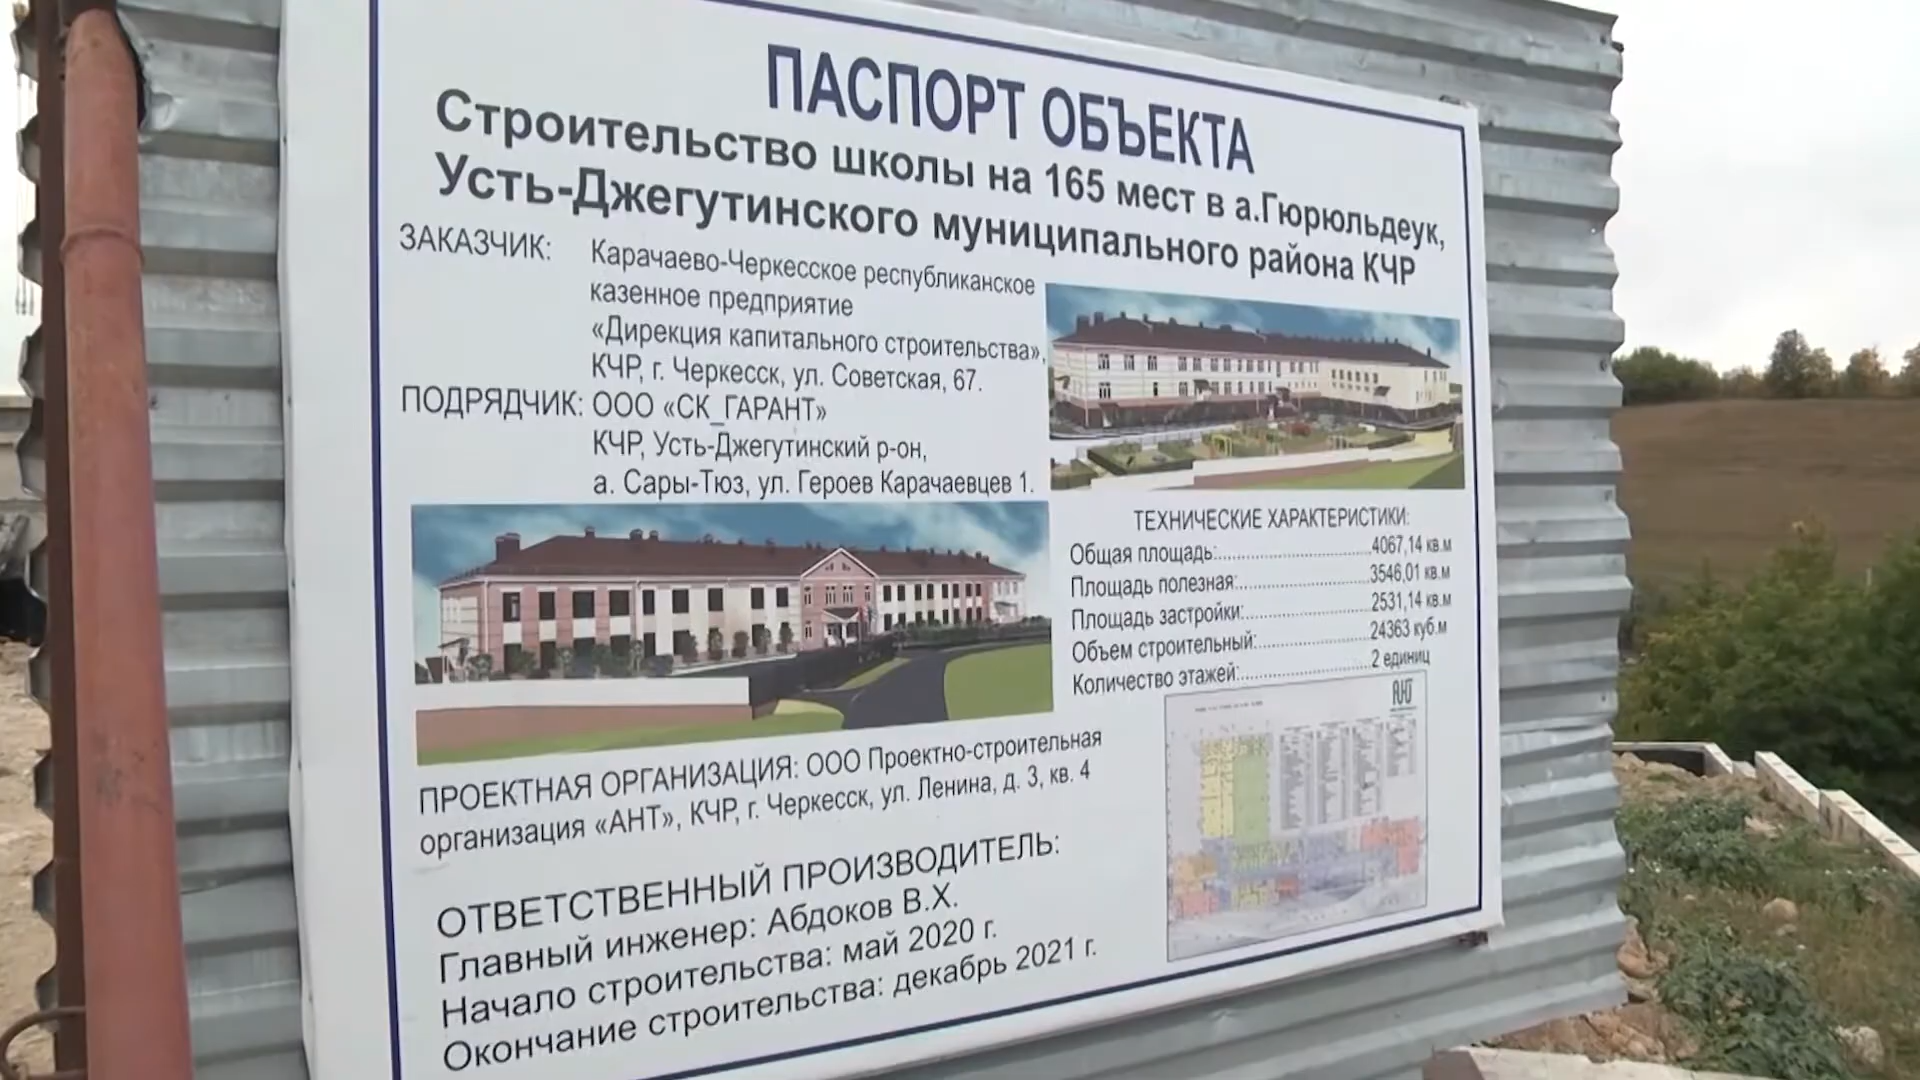 ПАСПОРТ ОБЪЕКТА
Строительство школы на 165 мест в а.Гюрюльдеук,
Усть-Джегутинского муниципального района КЧР
ЗАКАЗЧИК: Карачаево-Черкесское республиканское
казенное предприятие
«Дирекция капитального строительства»,
КЧР, г. Черкесск, ул. Советская, 67.
ПОДРЯДЧИК: ООО «СК_ГАРАНТ»
КЧР, Усть-Джегутинский р-он,
а. Сары-Тюз, ул. Героев Карачаевцев 1.
ТЕХНИЧЕСКИЕ ХАРАКТЕРИСТИКИ:
Общая площадь:......................4067,14 кв.м
Площадь полезная:...................3546,01 кв.м
Площадь застройки:..................2531,14 кв.м
Объем строительный:.................24363 куб.м
Количество этажей:..................2 единиц
АНТ
ПРОЕКТНАЯ ОРГАНИЗАЦИЯ: ООО Проектно-строительная
организация «АНТ», КЧР, г. Черкесск, ул. Ленина, д. 3, кв. 4
ОТВЕТСТВЕННЫЙ ПРОИЗВОДИТЕЛЬ:
Главный инженер: Абдоков В.Х.
Начало строительства: май 2020 г.
Окончание строительства: декабрь 2021 г.